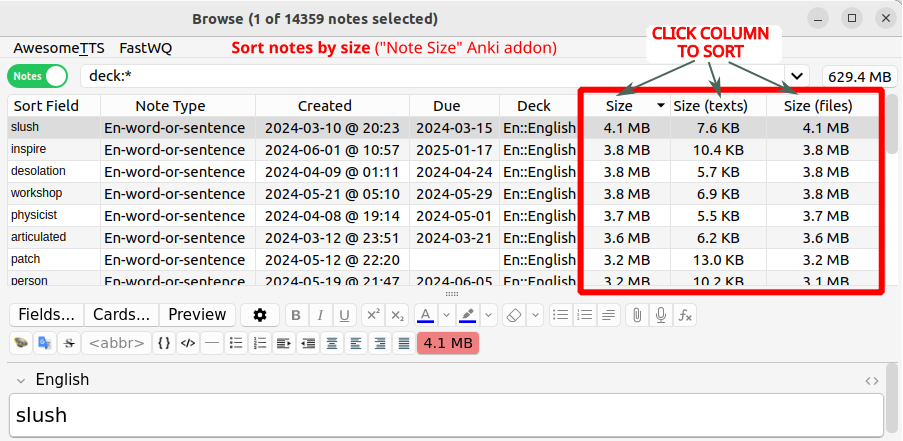 Browse (1 of 14359 notes selected)
AwesomeTTS FastWQ Sort notes by size ("Note Size" Anki addon)
CLICK COLUMN
TO SORT
Notes deck:* 629.4 MB
Sort Field Note Type Created Due Deck Size Size (texts) Size (files)
slush En-word-or-sentence 2024-03-10 @ 20:23 2024-03-15 En::English 4.1 MB 7.6 KB 4.1 MB
inspire En-word-or-sentence 2024-06-01 @ 10:57 2025-01-17 En::English 3.8 MB 10.4 KB 3.8 MB
desolation En-word-or-sentence 2024-04-09 @ 01:11 2024-04-24 En::English 3.8 MB 5.7 KB 3.8 MB
workshop En-word-or-sentence 2024-05-21 @ 05:10 2024-05-29 En::English 3.8 MB 6.9 KB 3.8 MB
physicist En-word-or-sentence 2024-04-08 @ 19:14 2024-05-01 En::English 3.7 MB 5.5 KB 3.7 MB
articulated En-word-or-sentence 2024-03-12 @ 23:51 2024-03-21 En::English 3.6 MB 6.2 KB 3.6 MB
patch En-word-or-sentence 2024-05-12 @ 22:20 En::English 3.2 MB 13.0 KB 3.2 MB
person En-word-or-sentence 2024-05-19 @ 21:47 2024-06-05 En::English 3.2 MB 10.2 KB 3.1 MB
Fields... Cards... Preview B I U x² x₂ A fx
S <abbr> {} </> 4.1 MB
English <>
slush